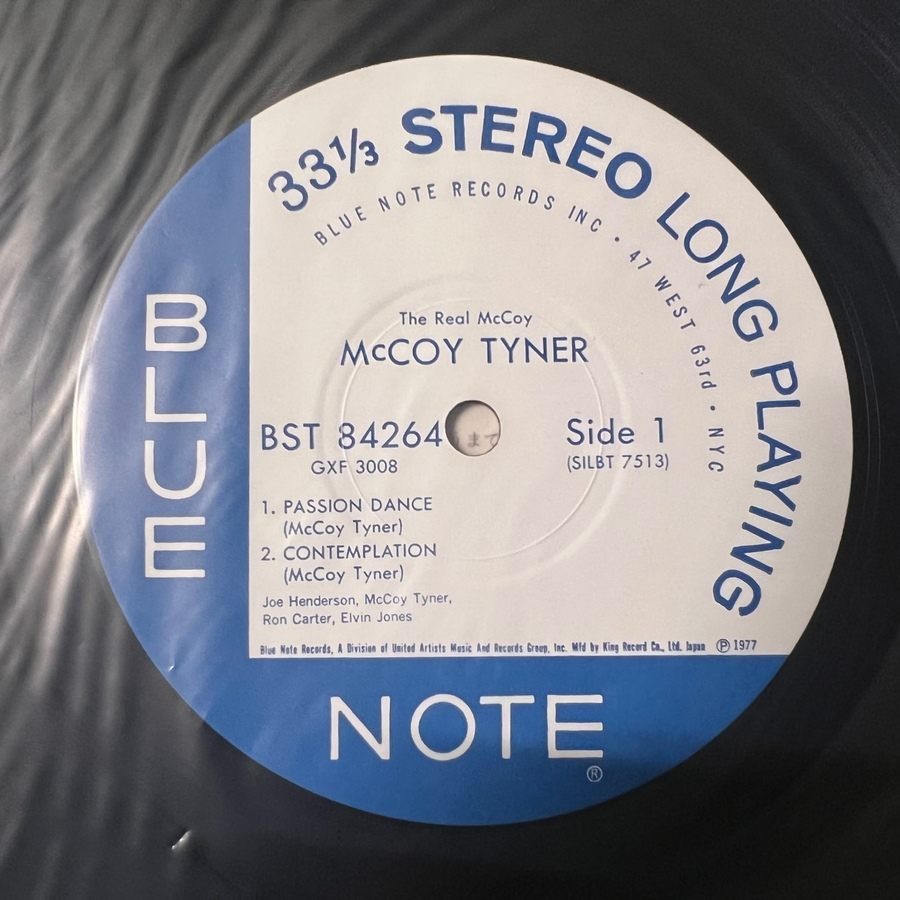 33⅓ STEREO LONG PLAYING
BLUE NOTE RECORDS INC · 47 WEST 63rd · NYC
The Real McCoy
McCOY TYNER
BST 84264
GXF 3008
まで
Side 1
(SILBT 7513)
1. PASSION DANCE
(McCoy Tyner)
2. CONTEMPLATION
(McCoy Tyner)
Joe Henderson, McCoy Tyner,
Ron Carter, Elvin Jones
Blue Note Records, A Division of United Artists Music And Records Group, Inc. Mfd by King Record Co., Ltd. Japan ℗ 1977
BLUE
NOTE
®